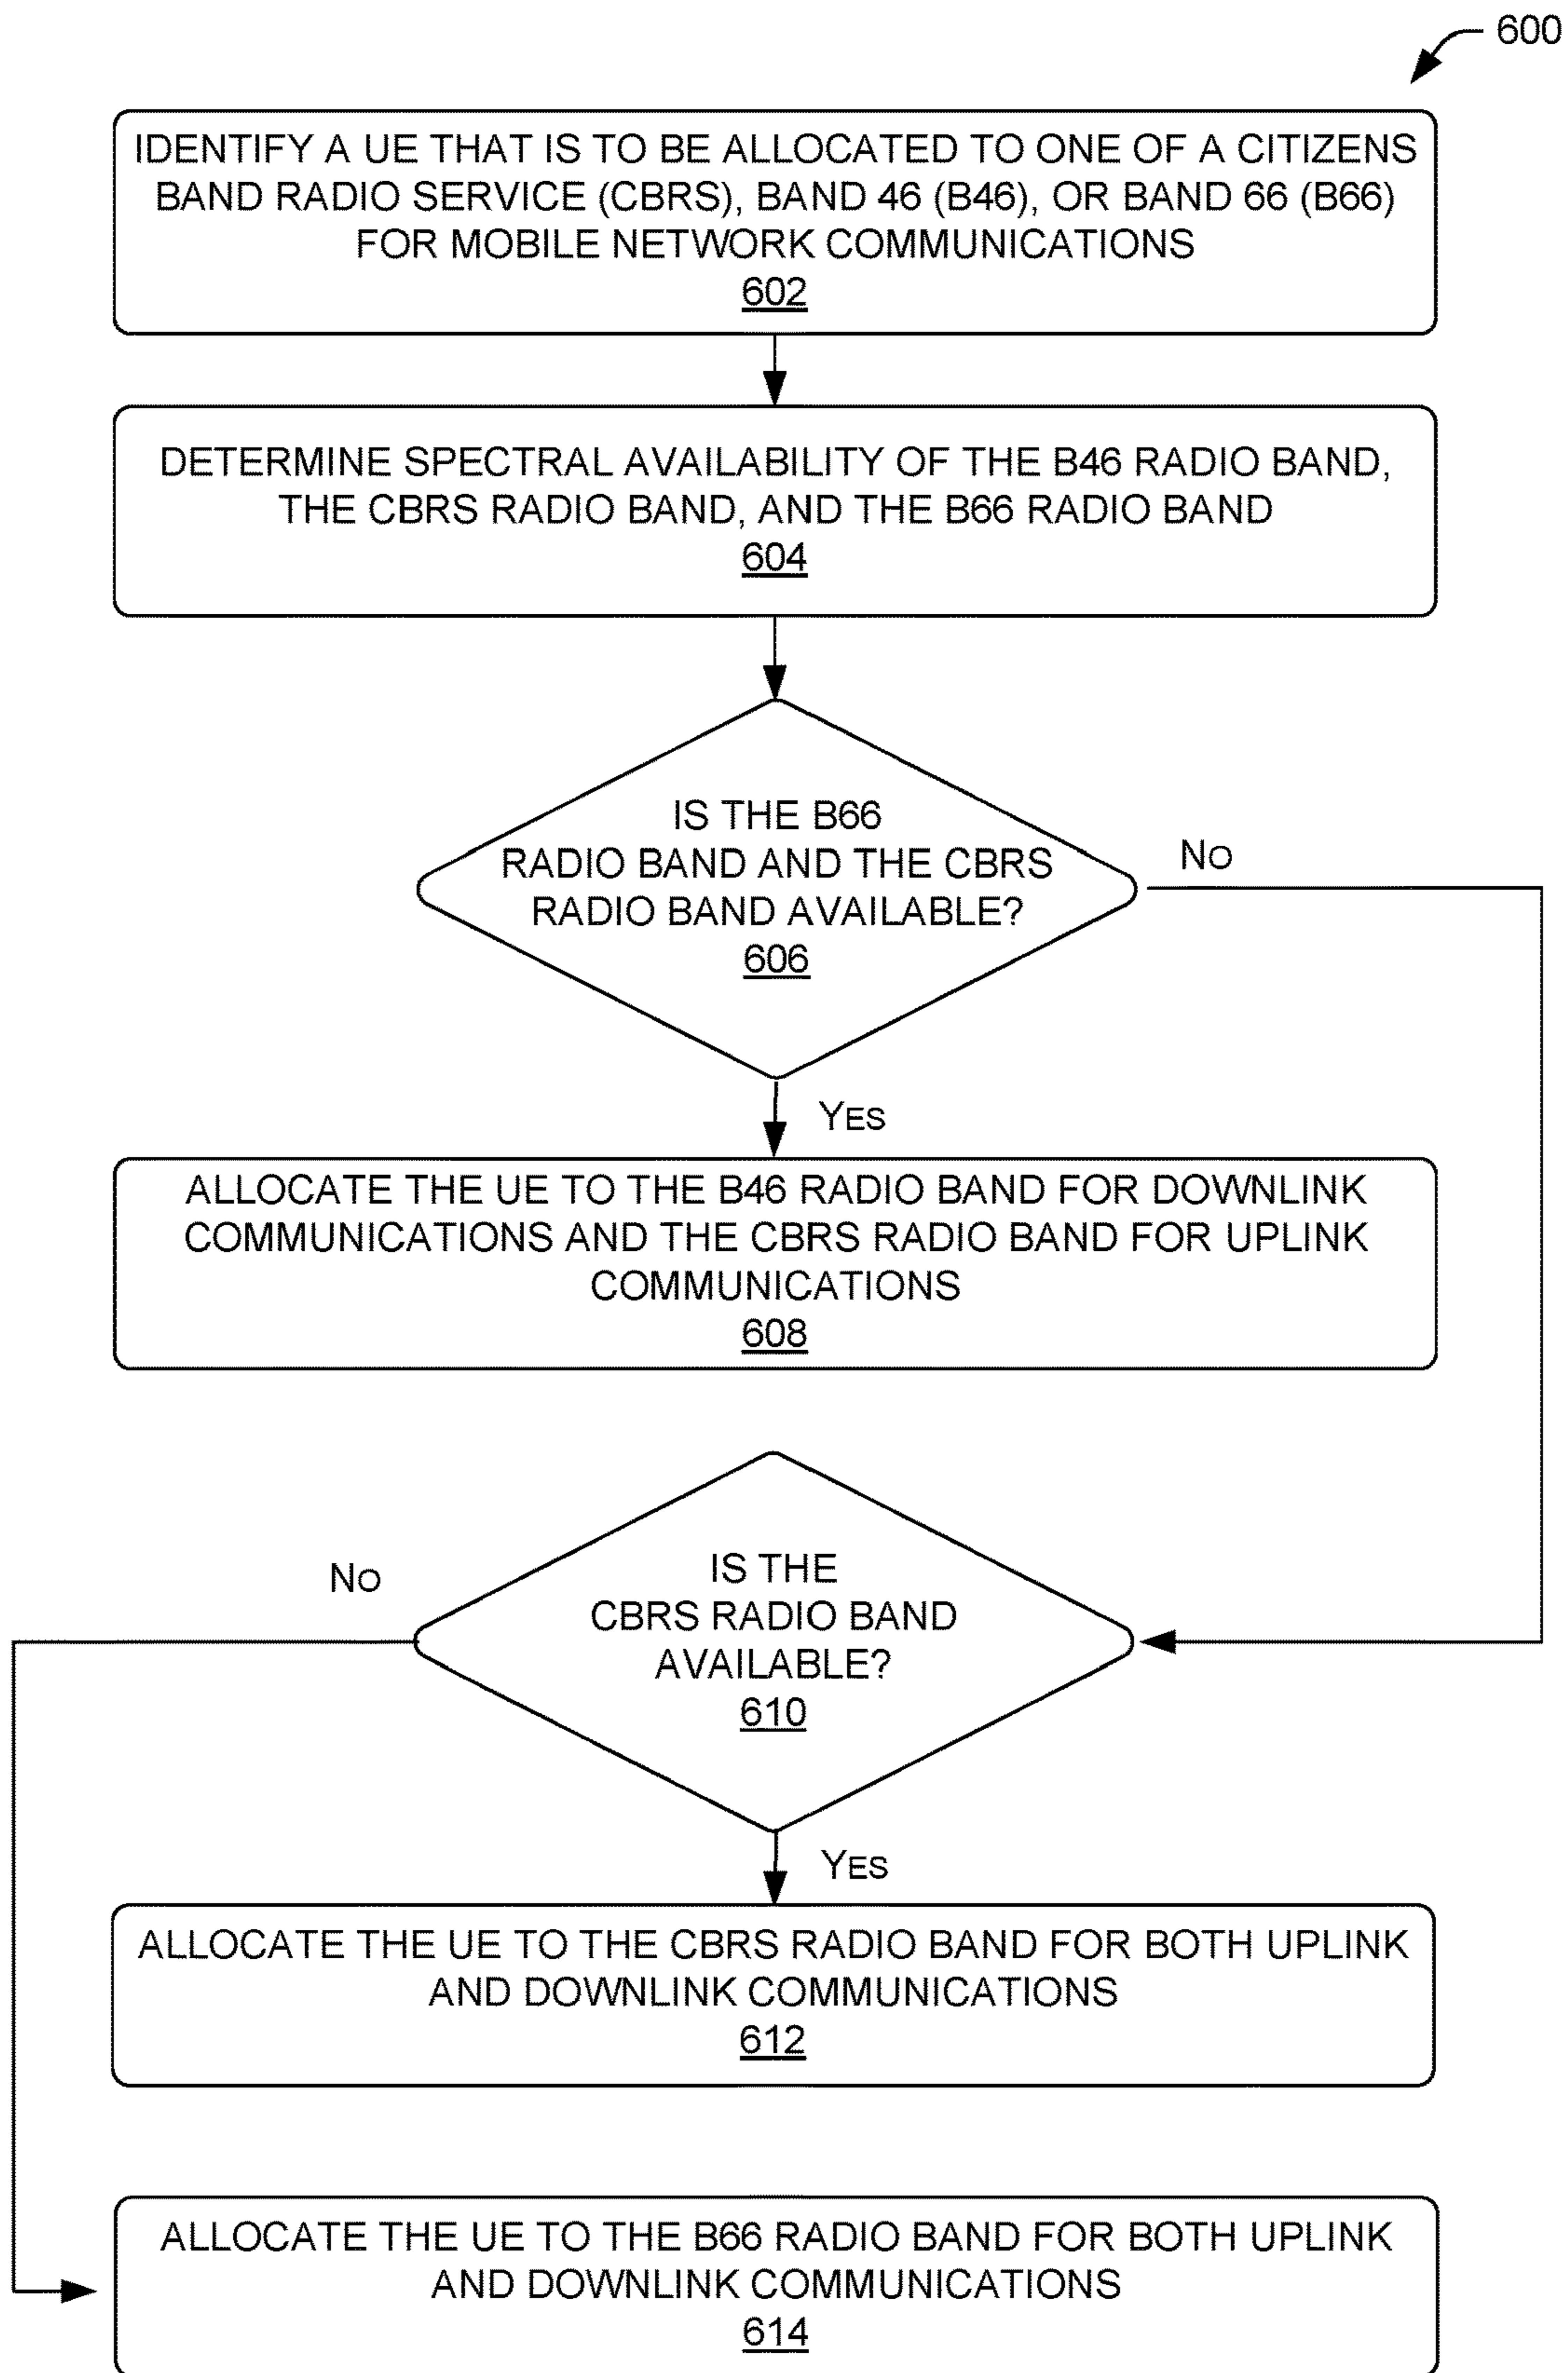 600
IDENTIFY A UE THAT IS TO BE ALLOCATED TO ONE OF A CITIZENS
BAND RADIO SERVICE (CBRS), BAND 46 (B46), OR BAND 66 (B66)
FOR MOBILE NETWORK COMMUNICATIONS
602
DETERMINE SPECTRAL AVAILABILITY OF THE B46 RADIO BAND,
THE CBRS RADIO BAND, AND THE B66 RADIO BAND
604
IS THE B66
RADIO BAND AND THE CBRS
RADIO BAND AVAILABLE?
606
NO
YES
ALLOCATE THE UE TO THE B46 RADIO BAND FOR DOWNLINK
COMMUNICATIONS AND THE CBRS RADIO BAND FOR UPLINK
COMMUNICATIONS
608
NO
IS THE
CBRS RADIO BAND
AVAILABLE?
610
YES
ALLOCATE THE UE TO THE CBRS RADIO BAND FOR BOTH UPLINK
AND DOWNLINK COMMUNICATIONS
612
ALLOCATE THE UE TO THE B66 RADIO BAND FOR BOTH UPLINK
AND DOWNLINK COMMUNICATIONS
614